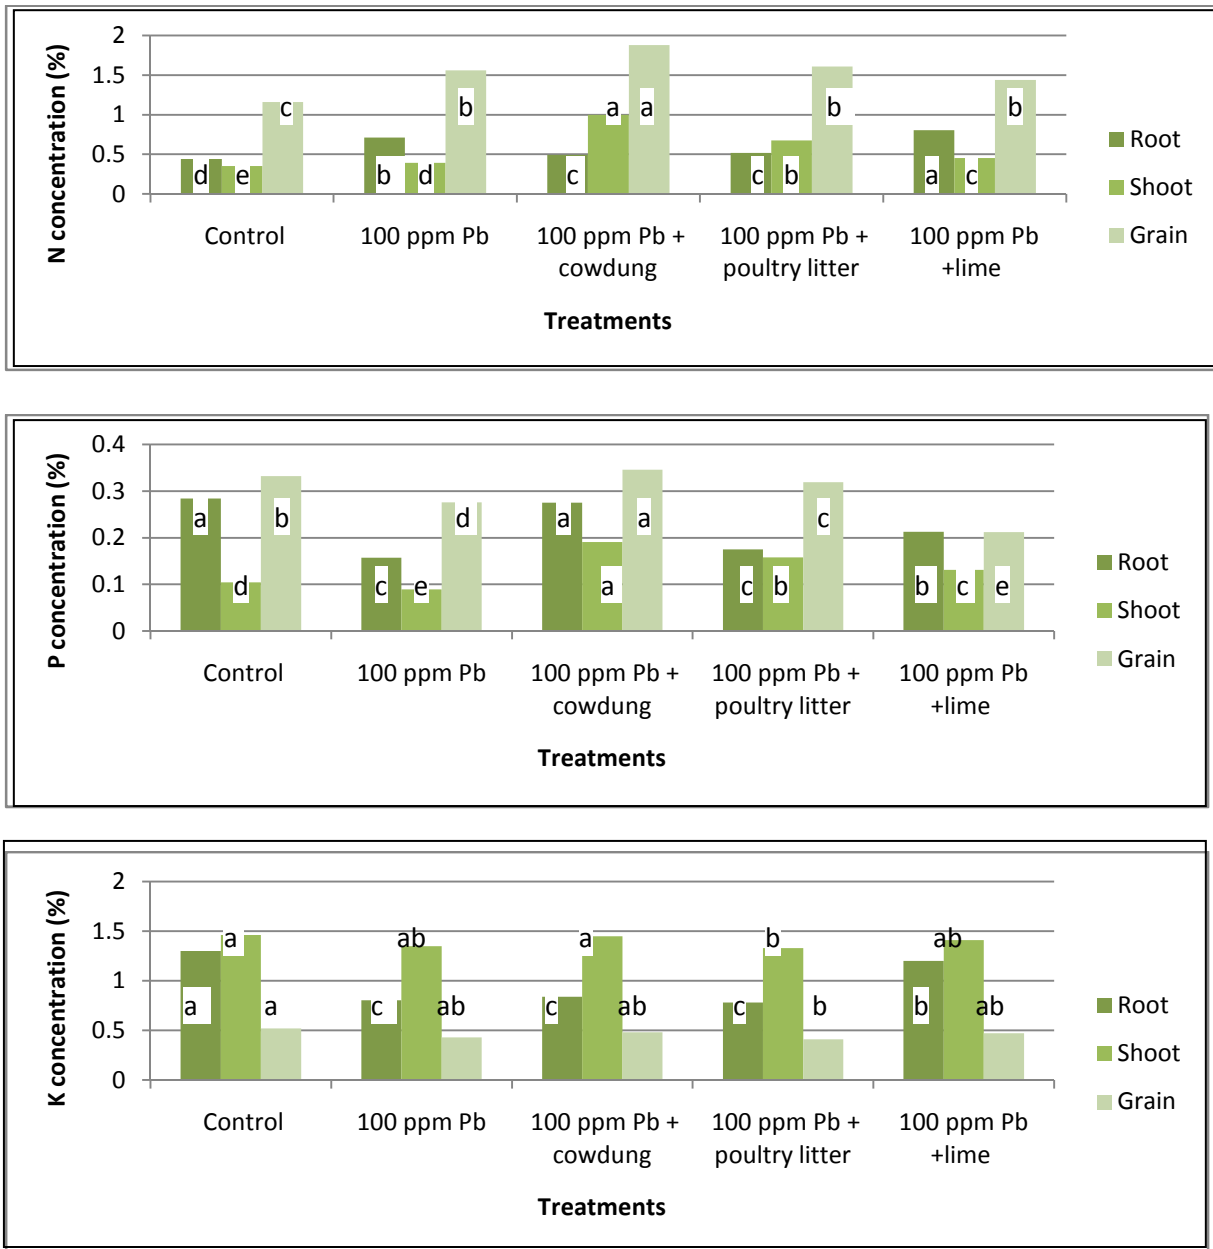 N concentration (%)
2
1.5
1
0.5
0
d e c
b d b
c a a
c b b
a c b
Control
100 ppm Pb
100 ppm Pb +
cowdung
100 ppm Pb +
poultry litter
100 ppm Pb
+lime
Treatments
Root
Shoot
Grain
P concentration (%)
0.4
0.3
0.2
0.1
0
a d b
c e d
a a a
c b c
b c e
Control
100 ppm Pb
100 ppm Pb +
cowdung
100 ppm Pb +
poultry litter
100 ppm Pb
+lime
Treatments
Root
Shoot
Grain
K concentration (%)
2
1.5
1
0.5
0
a a a
c ab ab
c a ab
c b b
b ab ab
Control
100 ppm Pb
100 ppm Pb +
cowdung
100 ppm Pb +
poultry litter
100 ppm Pb
+lime
Treatments
Root
Shoot
Grain